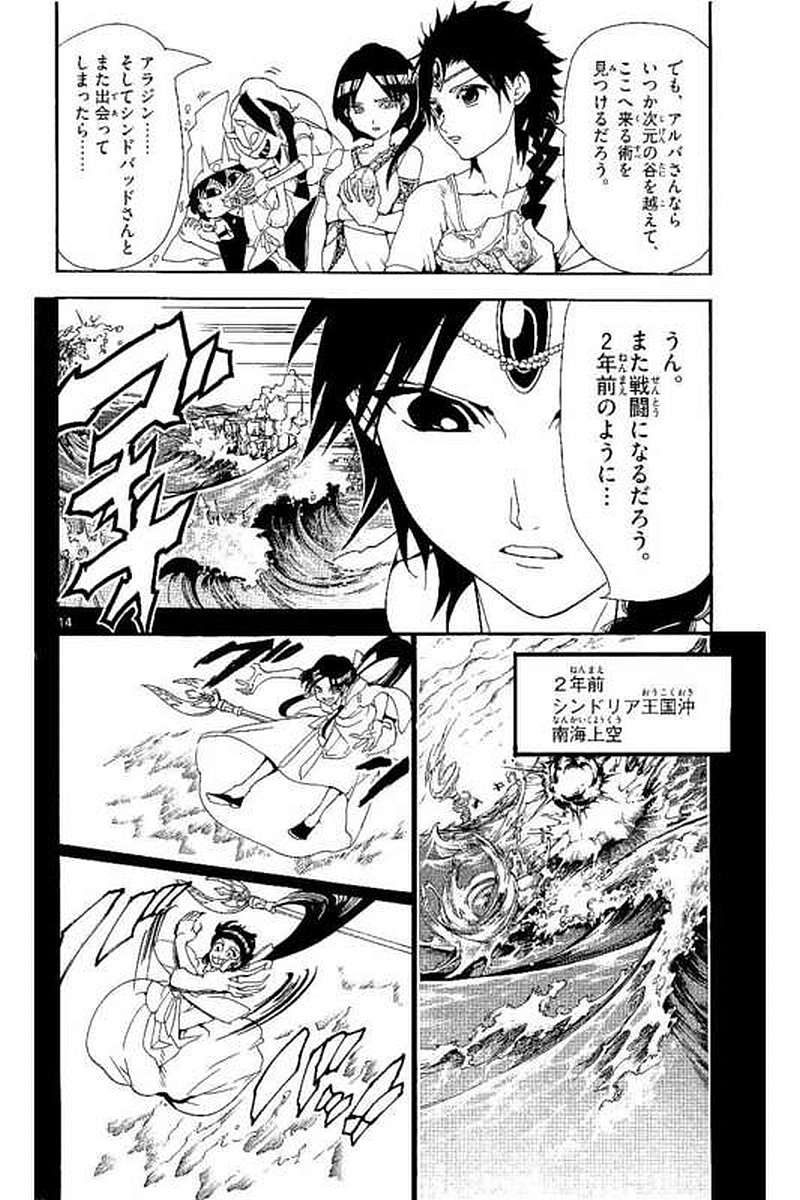 でも、アルバさんなら
いつか次元の谷を越えて、
ここへ来る術を
見つけるだろう。
アラジン……
そしてシンドバッドさんと
また出会って
しまったら……
うん。
また戦闘になるだろう。
2年前のように…
14
2年前
シンドリア王国沖
南海上空